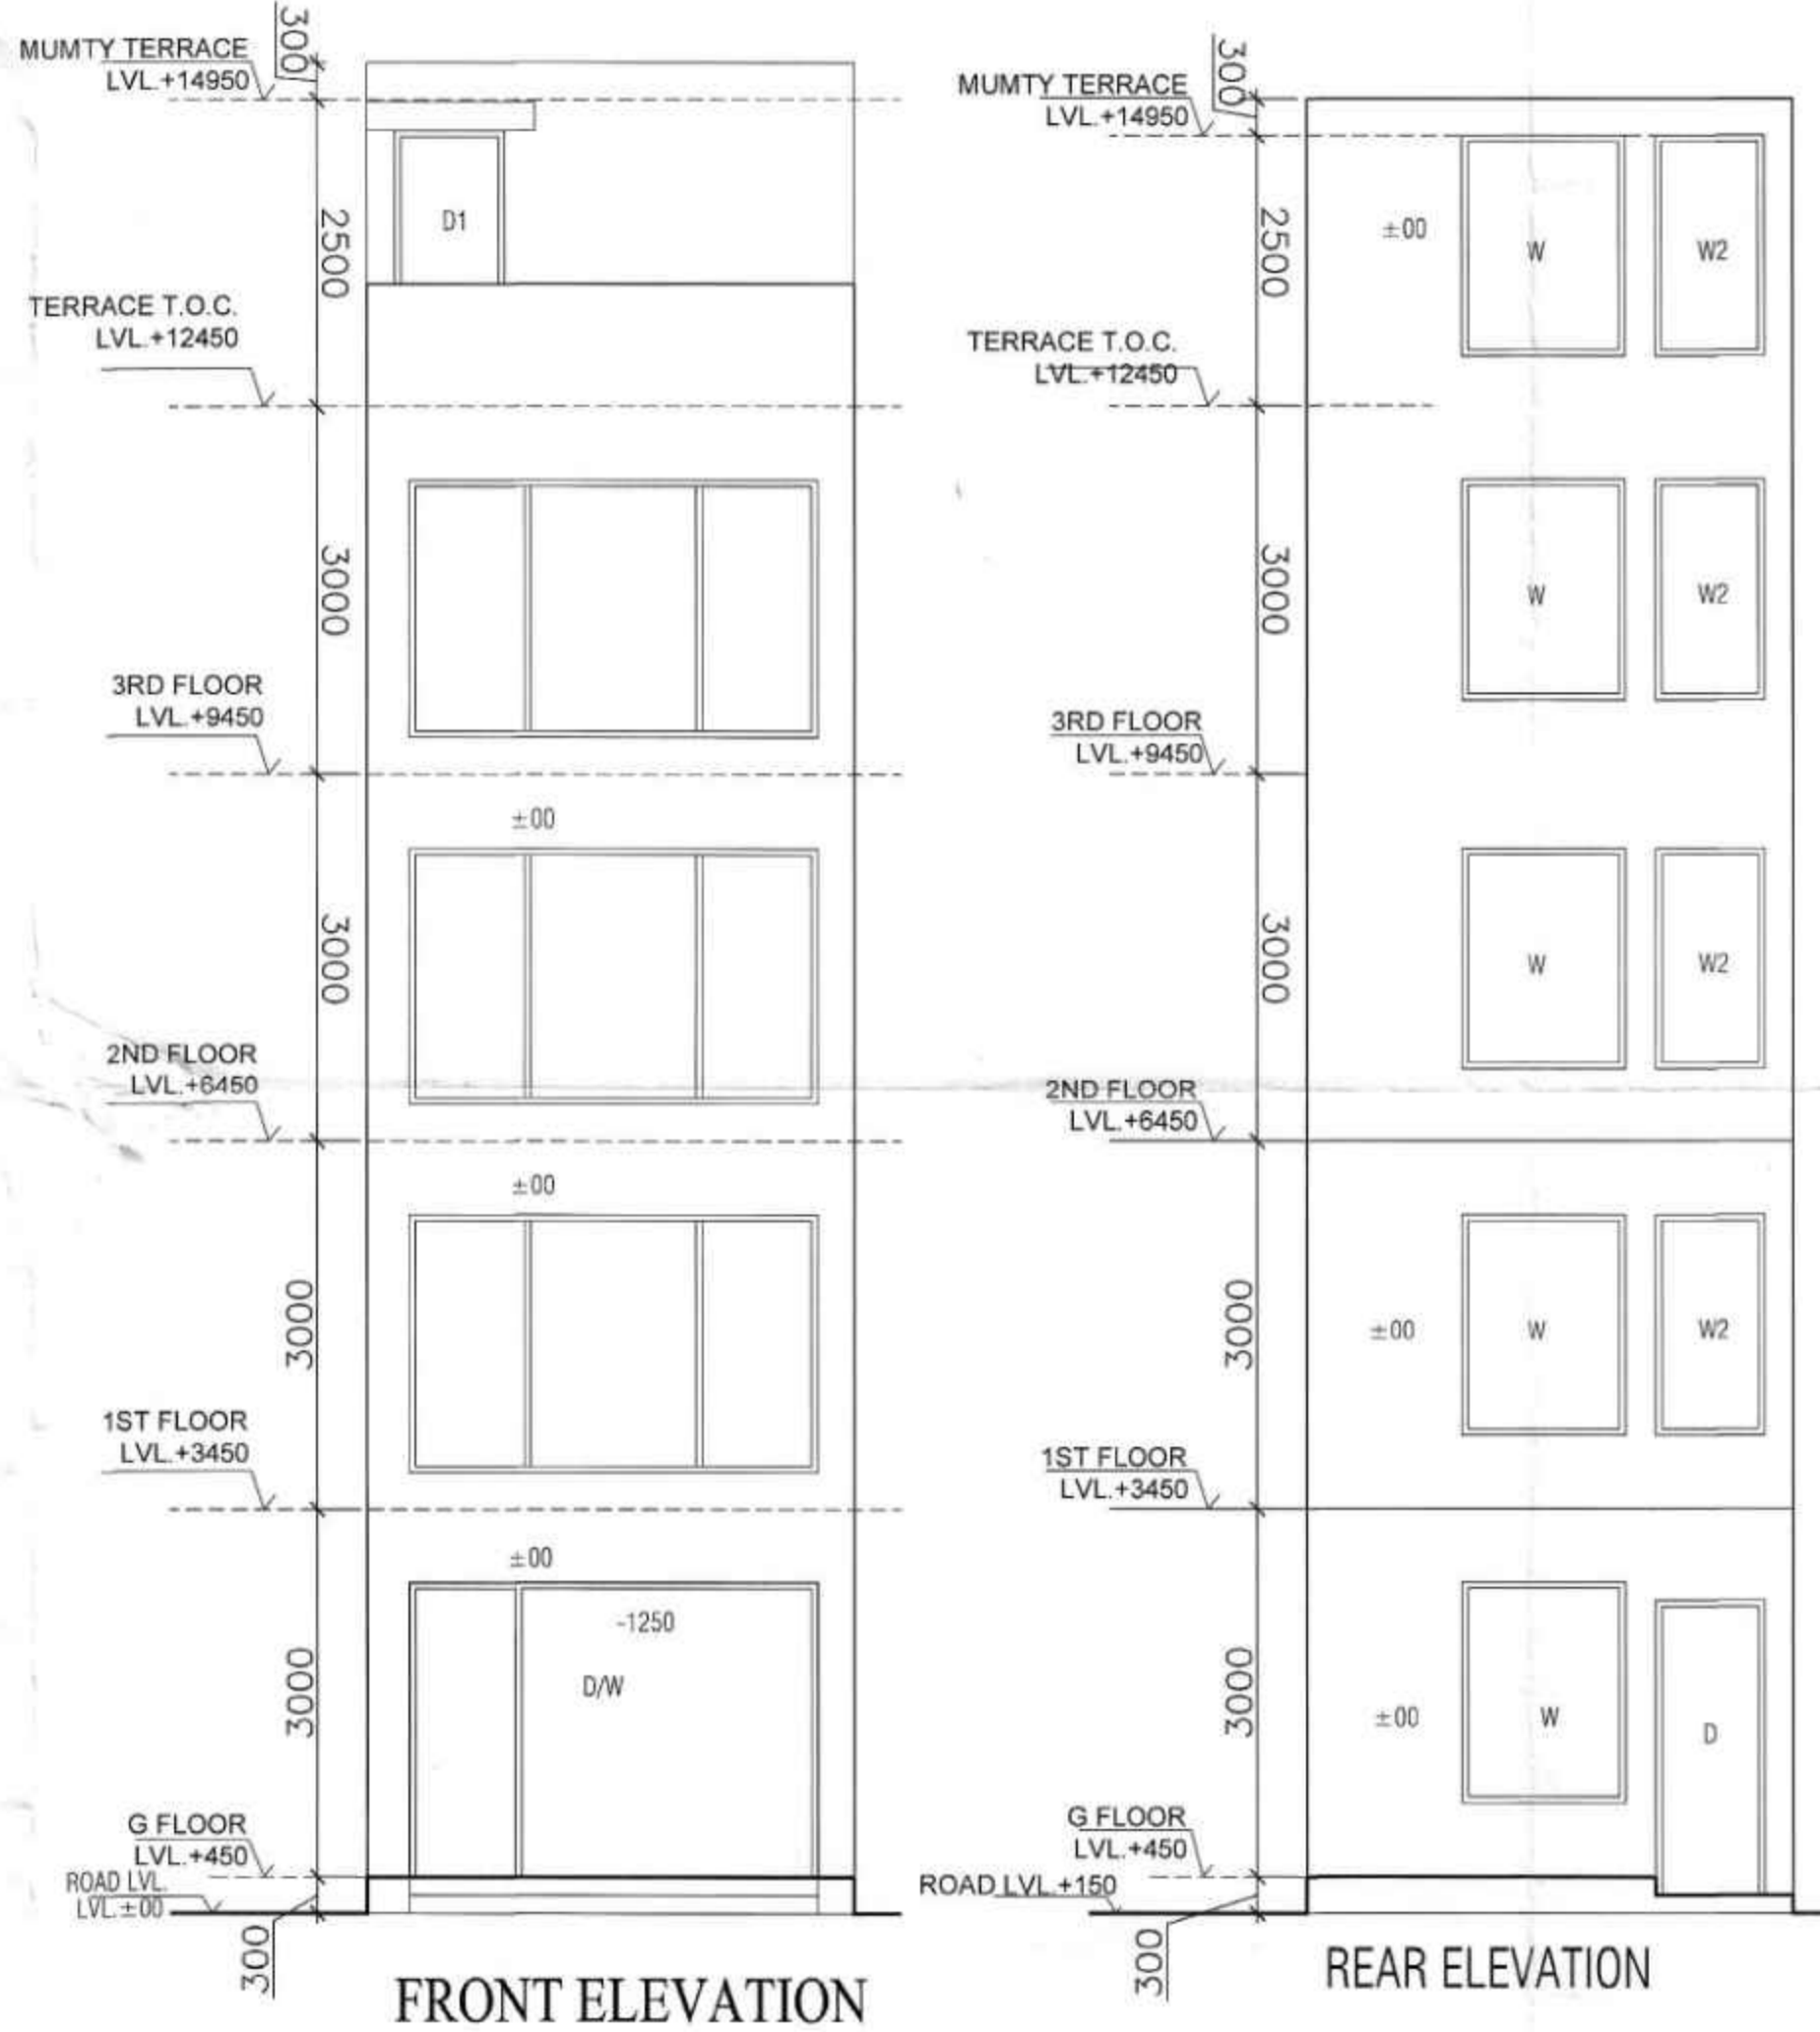 300
MUMTY TERRACE
LVL.+14950
D1
2500
TERRACE T.O.C.
LVL.+12450
3000
3RD FLOOR
LVL.+9450
±00
3000
2ND FLOOR
LVL.+6450
±00
3000
1ST FLOOR
LVL.+3450
±00
-1250
D/W
3000
G FLOOR
LVL.+450
ROAD LVL.
LVL.±00
300
FRONT ELEVATION
300
MUMTY TERRACE
LVL.+14950
±00
W
W2
2500
TERRACE T.O.C.
LVL.+12450
3000
W
W2
3RD FLOOR
LVL.+9450
3000
W
W2
2ND FLOOR
LVL.+6450
3000
±00
W
W2
1ST FLOOR
LVL.+3450
3000
±00
W
D
G FLOOR
LVL.+450
ROAD LVL.+150
300
REAR ELEVATION